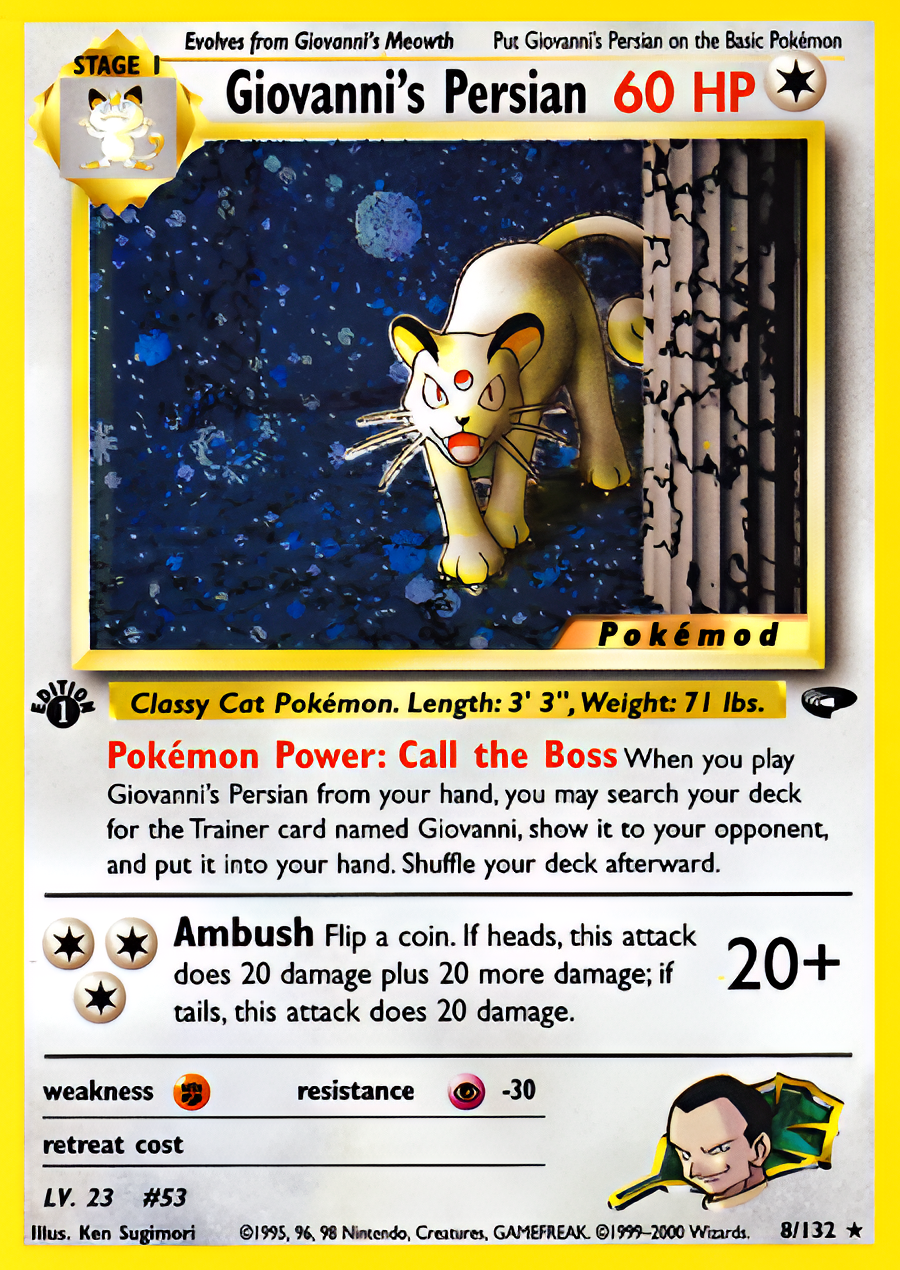 Evolves from Giovanni's Meowth Put Giovanni's Persian on the Basic Pokémon
STAGE 1
Giovanni's Persian 60 HP
Pokémod
EDITION 1
Classy Cat Pokémon. Length: 3' 3", Weight: 71 lbs.
Pokémon Power: Call the Boss When you play
Giovanni's Persian from your hand, you may search your deck
for the Trainer card named Giovanni, show it to your opponent,
and put it into your hand. Shuffle your deck afterward.
Ambush Flip a coin. If heads, this attack
does 20 damage plus 20 more damage; if
tails, this attack does 20 damage.
20+
weakness resistance -30
retreat cost
LV. 23 #53
Illus. Ken Sugimori ©1995, 96, 98 Nintendo, Creatures, GAMEFREAK. ©1999–2000 Wizards. 8/132 ★